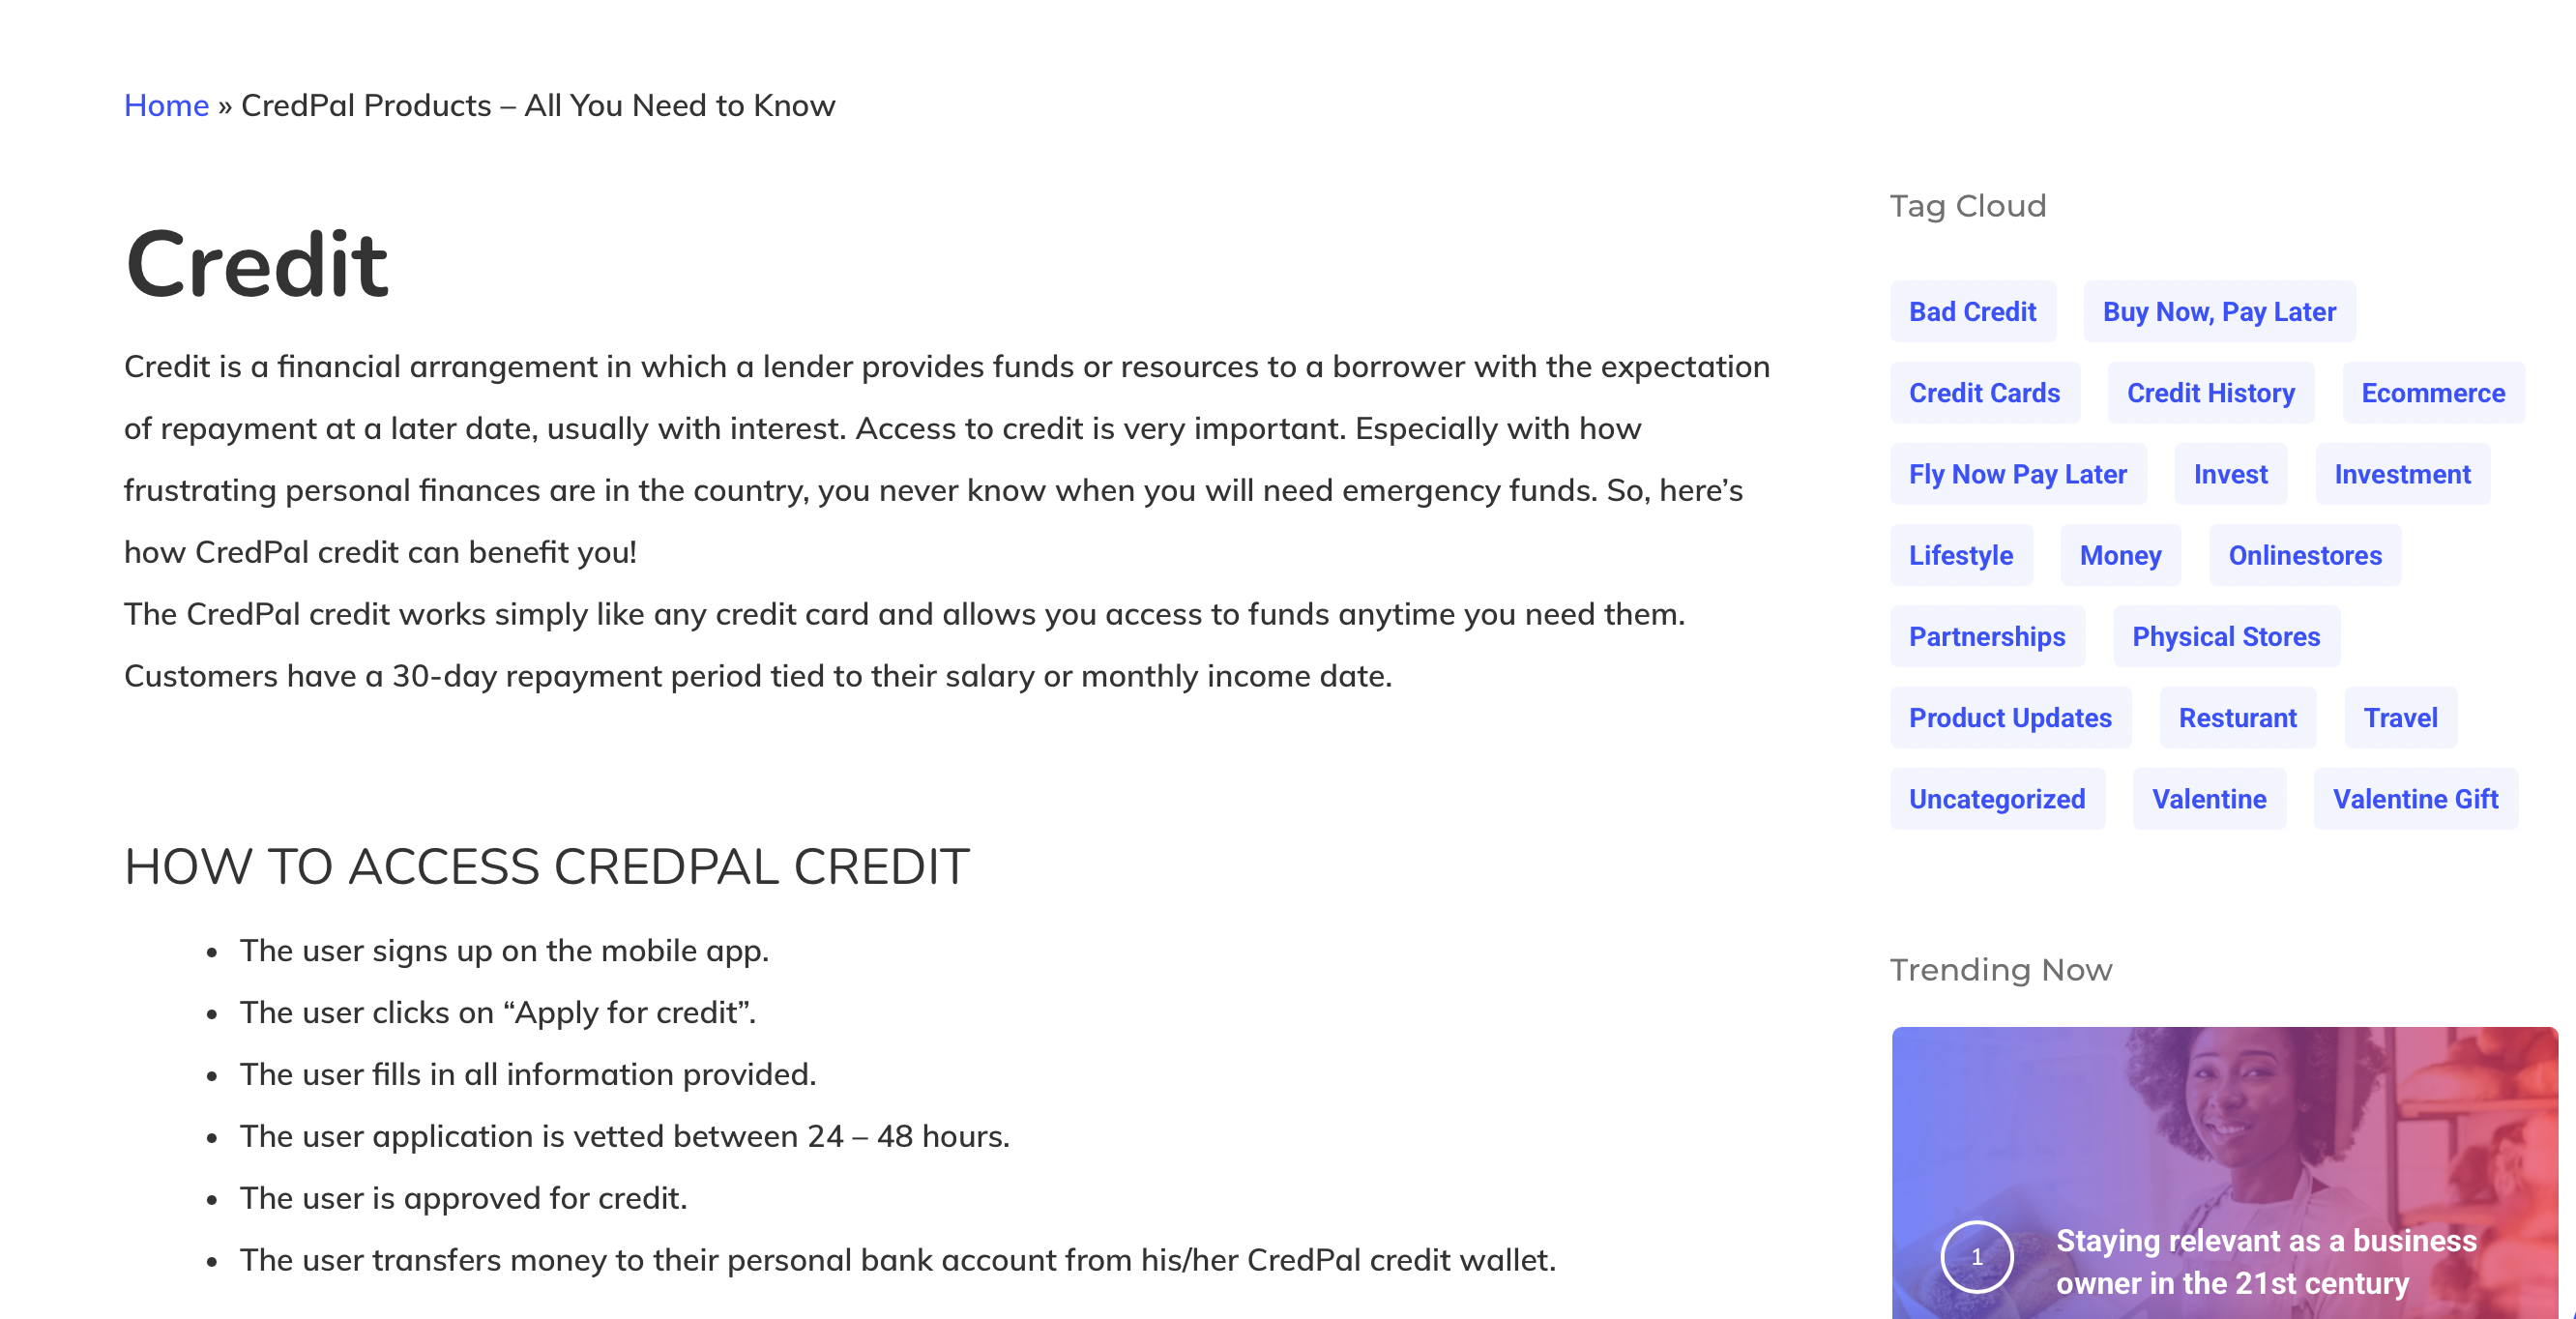 Home » CredPal Products – All You Need to Know
Credit
Credit is a financial arrangement in which a lender provides funds or resources to a borrower with the expectation
of repayment at a later date, usually with interest. Access to credit is very important. Especially with how
frustrating personal finances are in the country, you never know when you will need emergency funds. So, here’s
how CredPal credit can benefit you!
The CredPal credit works simply like any credit card and allows you access to funds anytime you need them.
Customers have a 30-day repayment period tied to their salary or monthly income date.
HOW TO ACCESS CREDPAL CREDIT
• The user signs up on the mobile app.
• The user clicks on “Apply for credit”.
• The user fills in all information provided.
• The user application is vetted between 24 – 48 hours.
• The user is approved for credit.
• The user transfers money to their personal bank account from his/her CredPal credit wallet.
Tag Cloud
Bad Credit Buy Now, Pay Later
Credit Cards Credit History Ecommerce
Fly Now Pay Later Invest Investment
Lifestyle Money Onlinestores
Partnerships Physical Stores
Product Updates Resturant Travel
Uncategorized Valentine Valentine Gift
Trending Now
1
Staying relevant as a business
owner in the 21st century